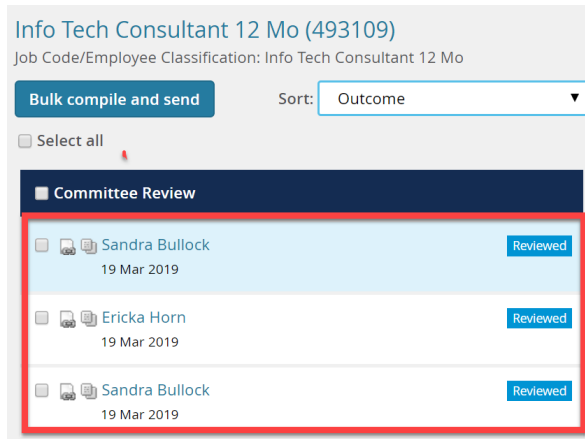 Info Tech Consultant 12 Mo (493109)
Job Code/Employee Classification: Info Tech Consultant 12 Mo
Bulk compile and send Sort: Outcome
Select all
Committee Review
Sandra Bullock Reviewed
19 Mar 2019
Ericka Horn Reviewed
19 Mar 2019
Sandra Bullock Reviewed
19 Mar 2019